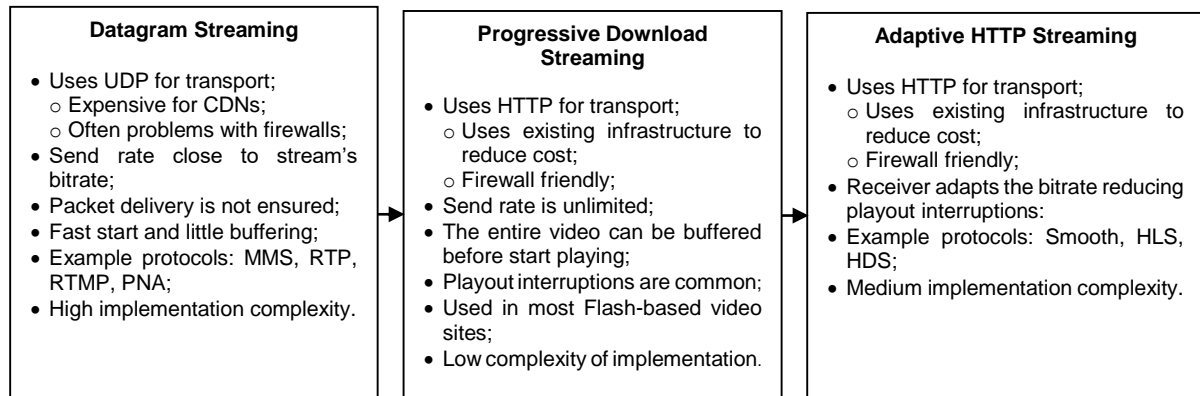 Datagram Streaming
• Uses UDP for transport;
o Expensive for CDNs;
o Often problems with firewalls;
• Send rate close to stream's
bitrate;
• Packet delivery is not ensured;
• Fast start and little buffering;
• Example protocols: MMS, RTP,
RTMP, PNA;
• High implementation complexity.
Progressive Download
Streaming
• Uses HTTP for transport;
o Uses existing infrastructure to
reduce cost;
o Firewall friendly;
• Send rate is unlimited;
• The entire video can be buffered
before start playing;
• Playout interruptions are common;
• Used in most Flash-based video
sites;
• Low complexity of implementation.
Adaptive HTTP Streaming
• Uses HTTP for transport;
o Uses existing infrastructure to
reduce cost;
o Firewall friendly;
• Receiver adapts the bitrate reducing
playout interruptions:
• Example protocols: Smooth, HLS,
HDS;
• Medium implementation complexity.